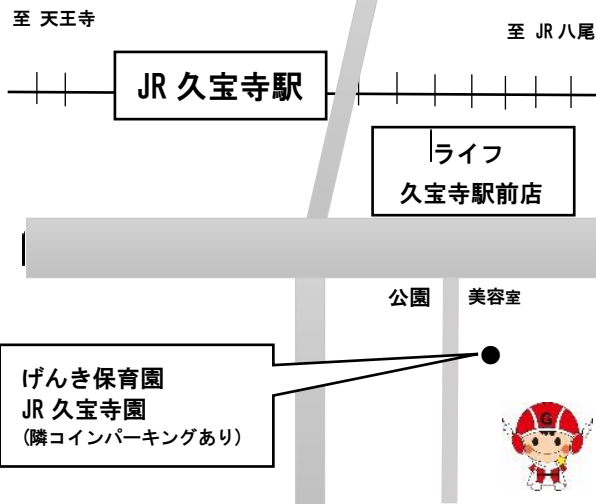 至 天王寺
至 JR八尾
JR 久宝寺駅
ライフ
久宝寺駅前店
公園
美容室
げんき保育園
JR 久宝寺園
(隣コインパーキングあり)
G